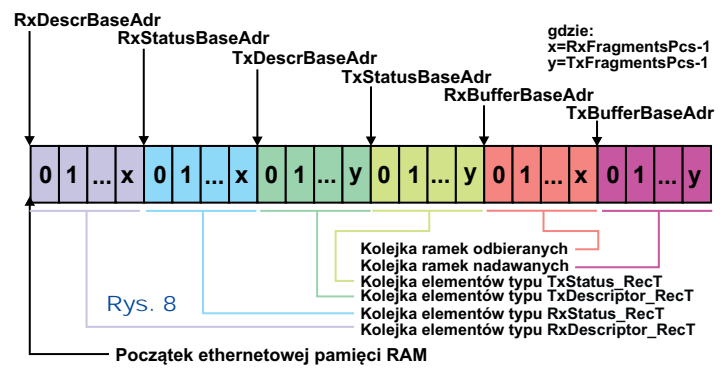 RxDescrBaseAdr
RxStatusBaseAdr
TxDescrBaseAdr
TxStatusBaseAdr
RxBufferBaseAdr
TxBufferBaseAdr
gdzie:
x=RxFragmentsPcs-1
y=TxFragmentsPcs-1
0 1 ... x 0 1 ... x 0 1 ... y 0 1 ... y 0 1 ... x 0 1 ... y
Kolejka ramek odbieranych
Kolejka ramek nadawanych
Kolejka elementów typu TxStatus_RecT
Kolejka elementów typu TxDescriptor_RecT
Kolejka elementów typu RxStatus_RecT
Kolejka elementów typu RxDescriptor_RecT
Rys. 8
Początek ethernetowej pamięci RAM